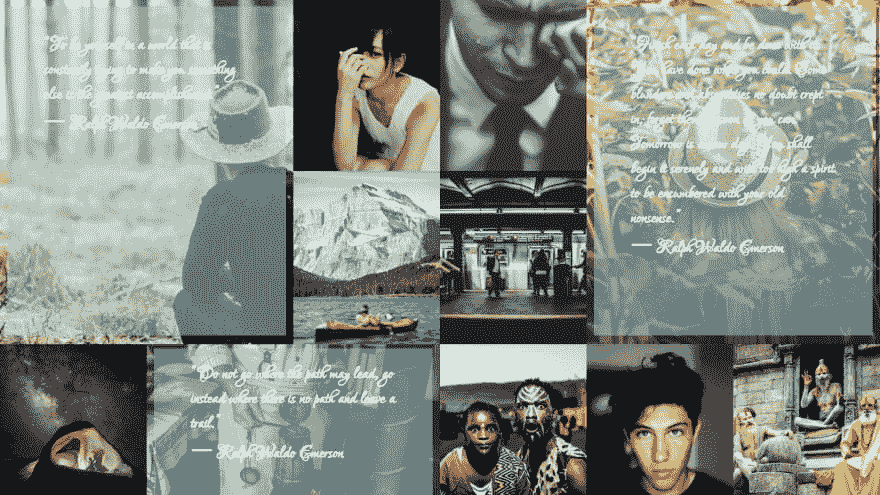 "To be yourself in a world that is
constantly trying to make you something
else is the greatest accomplishment."
— Ralph Waldo Emerson
"Finish each day and be done with it.
You have done what you could. Some
blunders and absurdities no doubt crept
in, forget them as soon as you can.
Tomorrow is a new day. You shall
begin it serenely and with too high a spirit
to be encumbered with your old
nonsense."
— Ralph Waldo Emerson
"Do not go where the path may lead, go
instead where there is no path and leave a
trail."
— Ralph Waldo Emerson